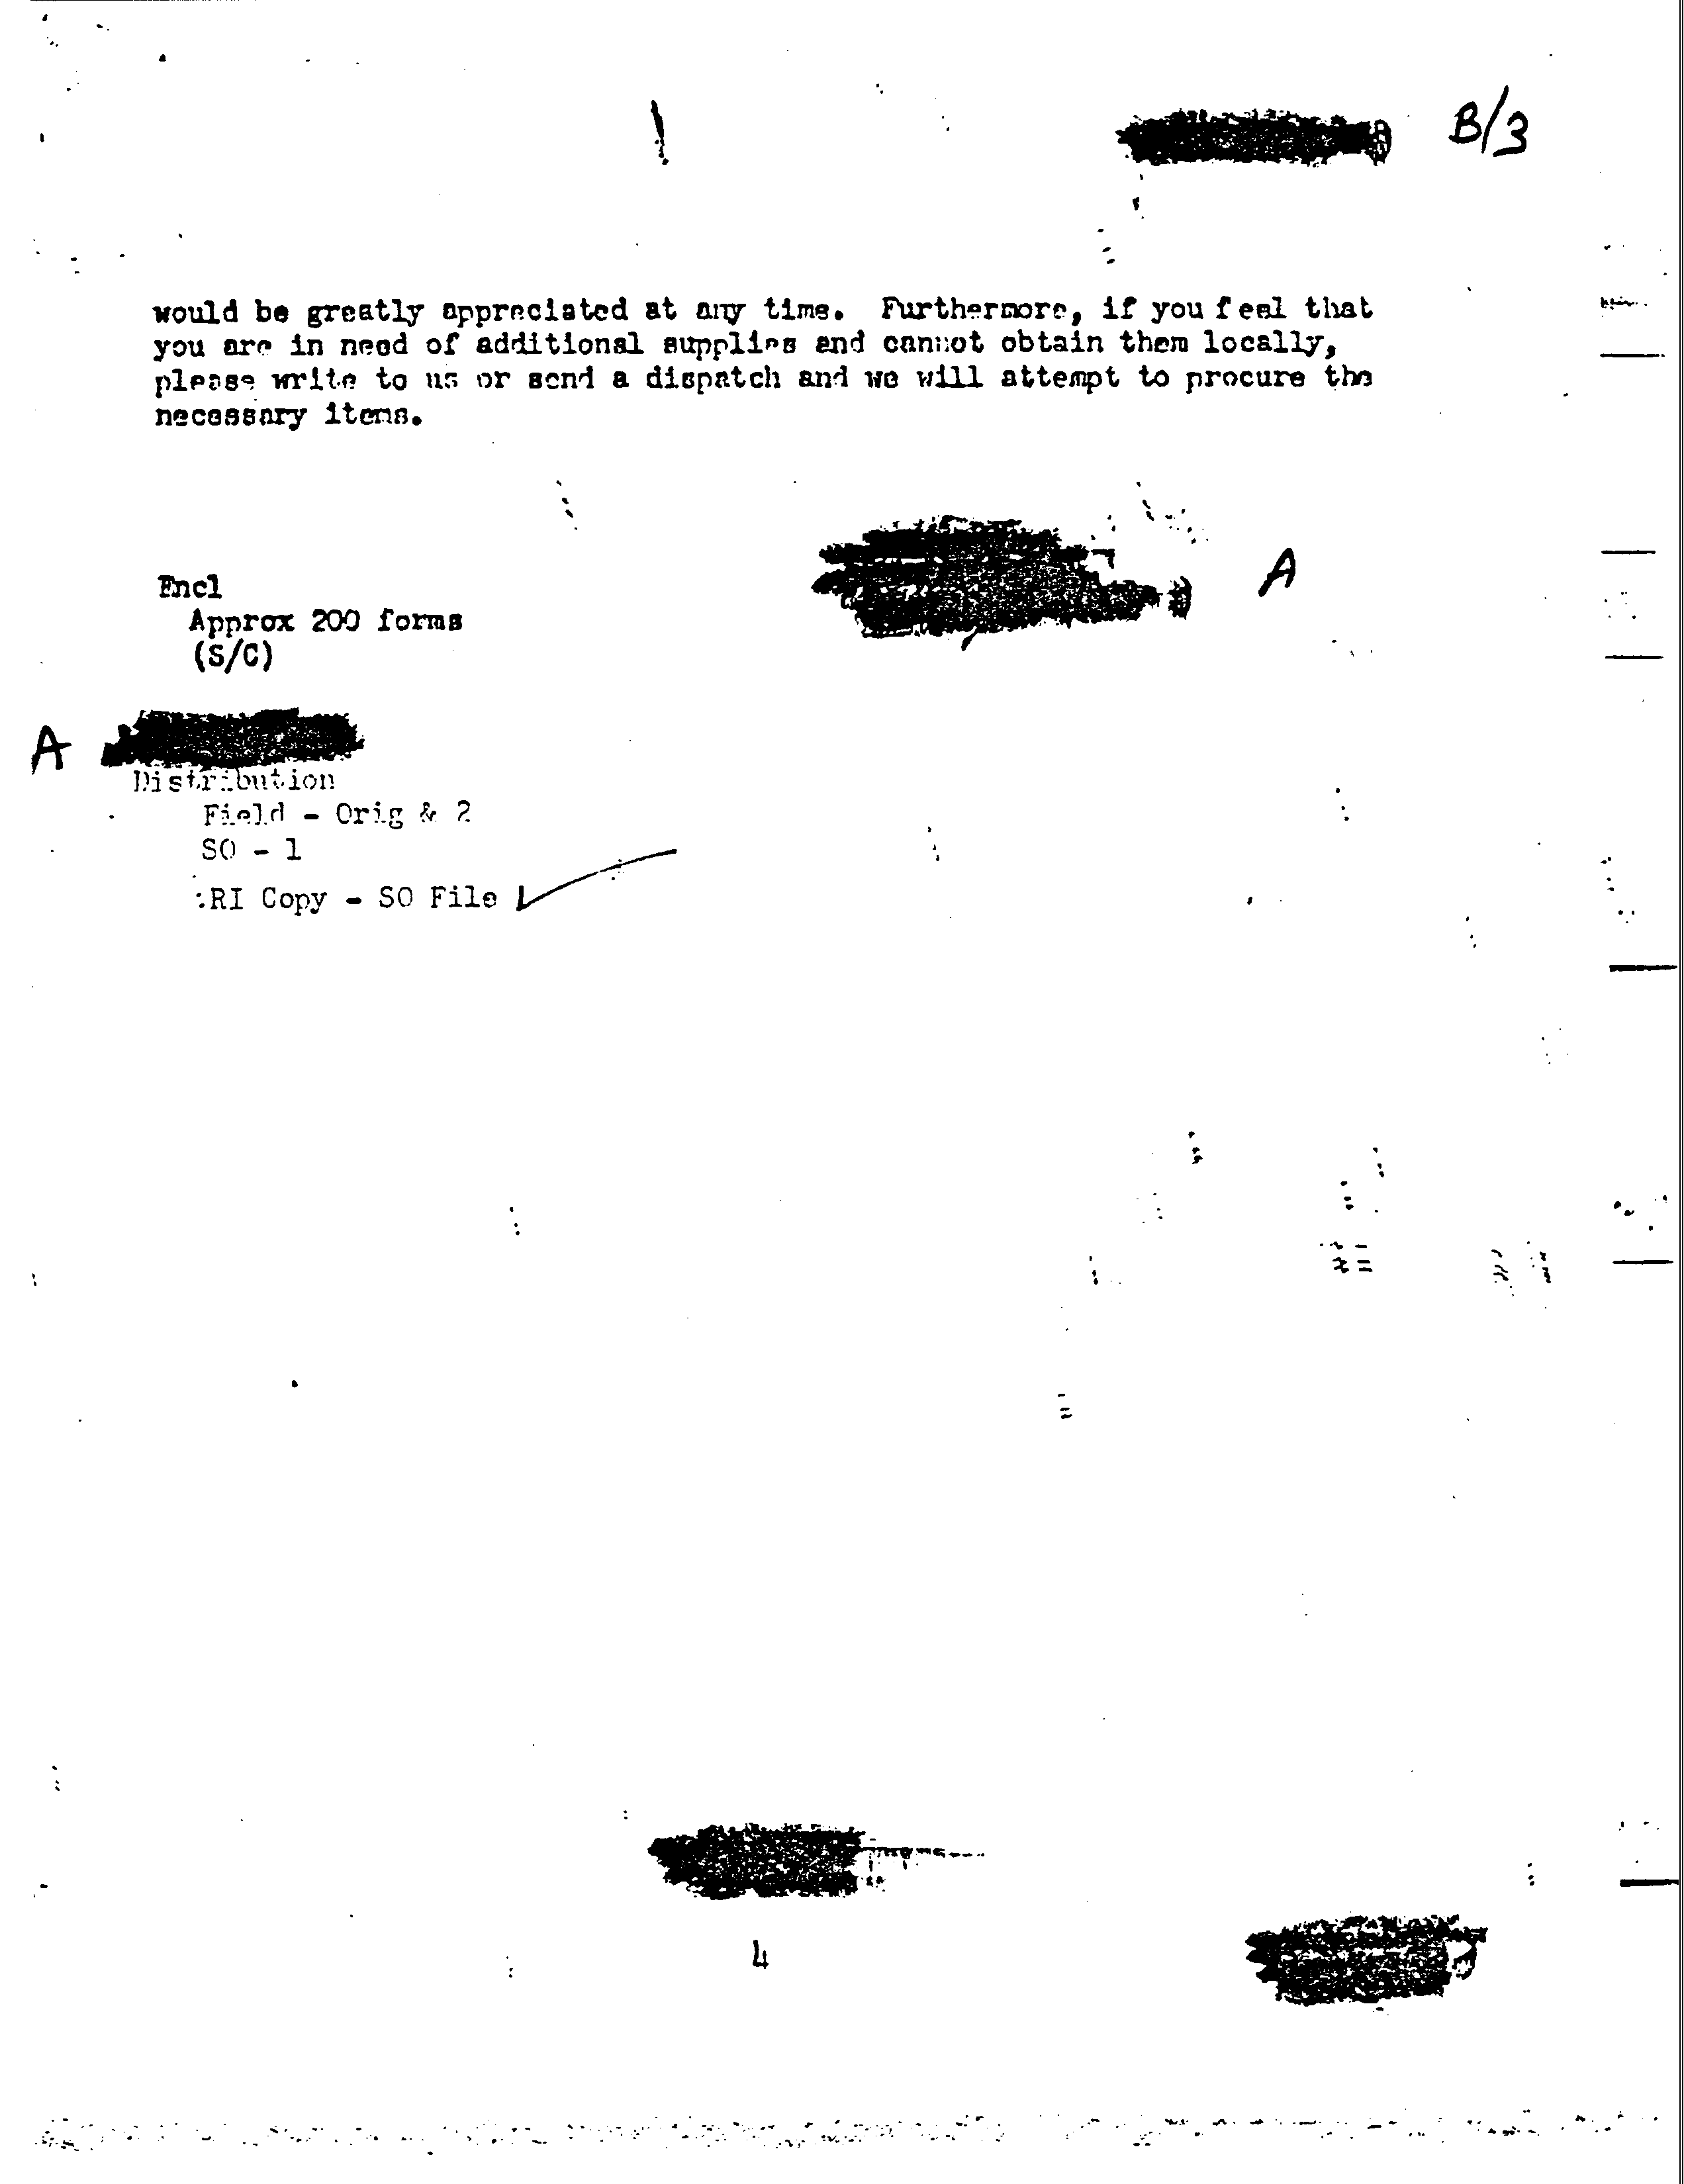 B/3
would be greatly appreciated at any time. Furthermore, if you feel that
you are in need of additional supplies and cannot obtain them locally,
please write to us or send a dispatch and we will attempt to procure the
necessary items.
A
Encl
Approx 200 forms
(S/C)
A
Distribution
Field - Orig & 2
SO - 1
RI Copy - SO File
4